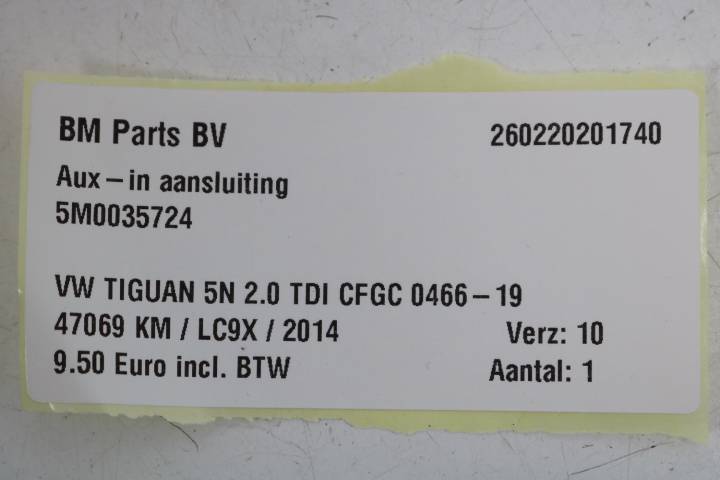 BM Parts BV 260220201740
Aux-in aansluiting
5M0035724
VW TIGUAN 5N 2.0 TDI CFGC 0466-19
47069 KM / LC9X / 2014 Verz: 10
9.50 Euro incl. BTW Aantal: 1